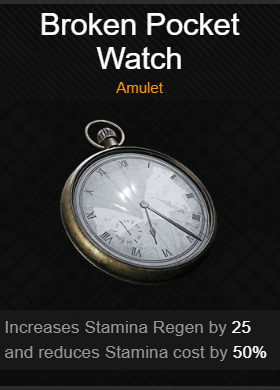 Broken Pocket
Watch
Amulet
Increases Stamina Regen by 25
and reduces Stamina cost by 50%